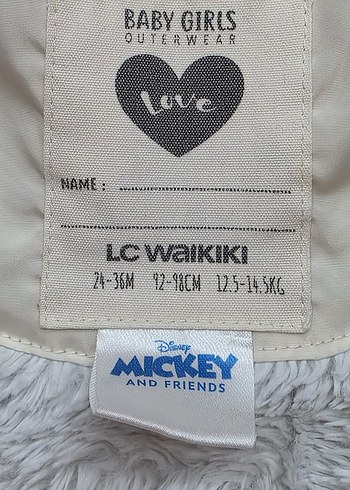 BABY GIRLS
OUTERWEAR
Love
NAME :
LC WAIKIKI
24-36M 92-98CM 12.5-14.5KG
Disney
MICKEY
AND FRIENDS